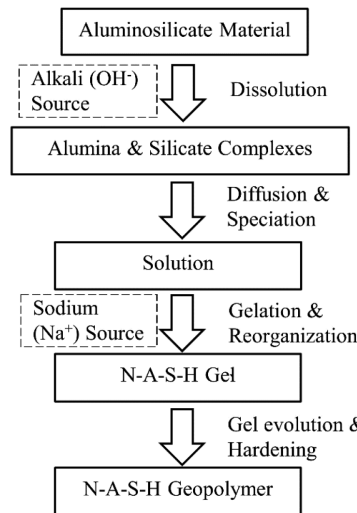 Aluminosilicate Material
Alkali (OH⁻)
Source
Dissolution
Alumina & Silicate Complexes
Diffusion &
Speciation
Solution
Sodium
(Na⁺) Source
Gelation &
Reorganization
N-A-S-H Gel
Gel evolution &
Hardening
N-A-S-H Geopolymer